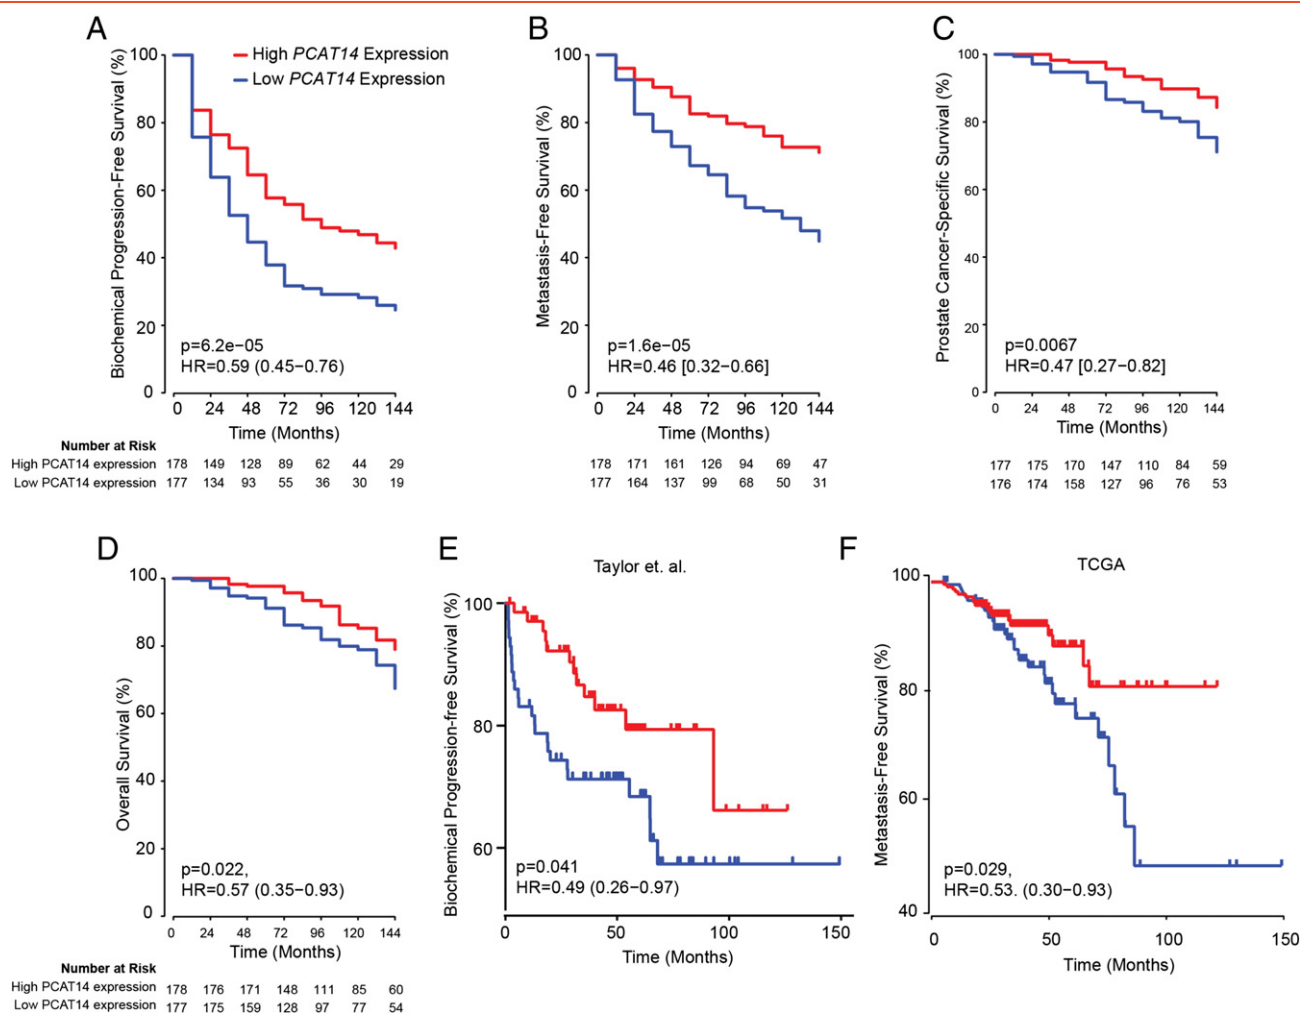 A
High PCAT14 Expression
Low PCAT14 Expression
Biochemical Progression-Free Survival (%)
100
80
60
40
20
0
p=6.2e−05
HR=0.59 (0.45−0.76)
0 24 48 72 96 120 144
Time (Months)
Number at Risk
High PCAT14 expression 178 149 128 89 62 44 29
Low PCAT14 expression 177 134 93 55 36 30 19
B
Metastasis-Free Survival (%)
100
80
60
40
20
0
p=1.6e−05
HR=0.46 [0.32−0.66]
0 24 48 72 96 120 144
Time (Months)
178 171 161 126 94 69 47
177 164 137 99 68 50 31
C
Prostate Cancer-Specific Survival (%)
100
80
60
40
20
0
p=0.0067
HR=0.47 [0.27−0.82]
0 24 48 72 96 120 144
Time (Months)
177 175 170 147 110 84 59
176 174 158 127 96 76 53
D
Overall Survival (%)
100
80
60
40
20
0
p=0.022,
HR=0.57 (0.35−0.93)
0 24 48 72 96 120 144
Time (Months)
Number at Risk
High PCAT14 expression 178 176 171 148 111 85 60
Low PCAT14 expression 177 175 159 128 97 77 54
E
Taylor et. al.
Biochemical Progression-free Survival (%)
100
80
60
p=0.041
HR=0.49 (0.26−0.97)
0 50 100 150
Time (Months)
F
TCGA
Metastasis-Free Survival (%)
100
80
60
40
p=0.029,
HR=0.53. (0.30−0.93)
0 50 100 150
Time (Months)